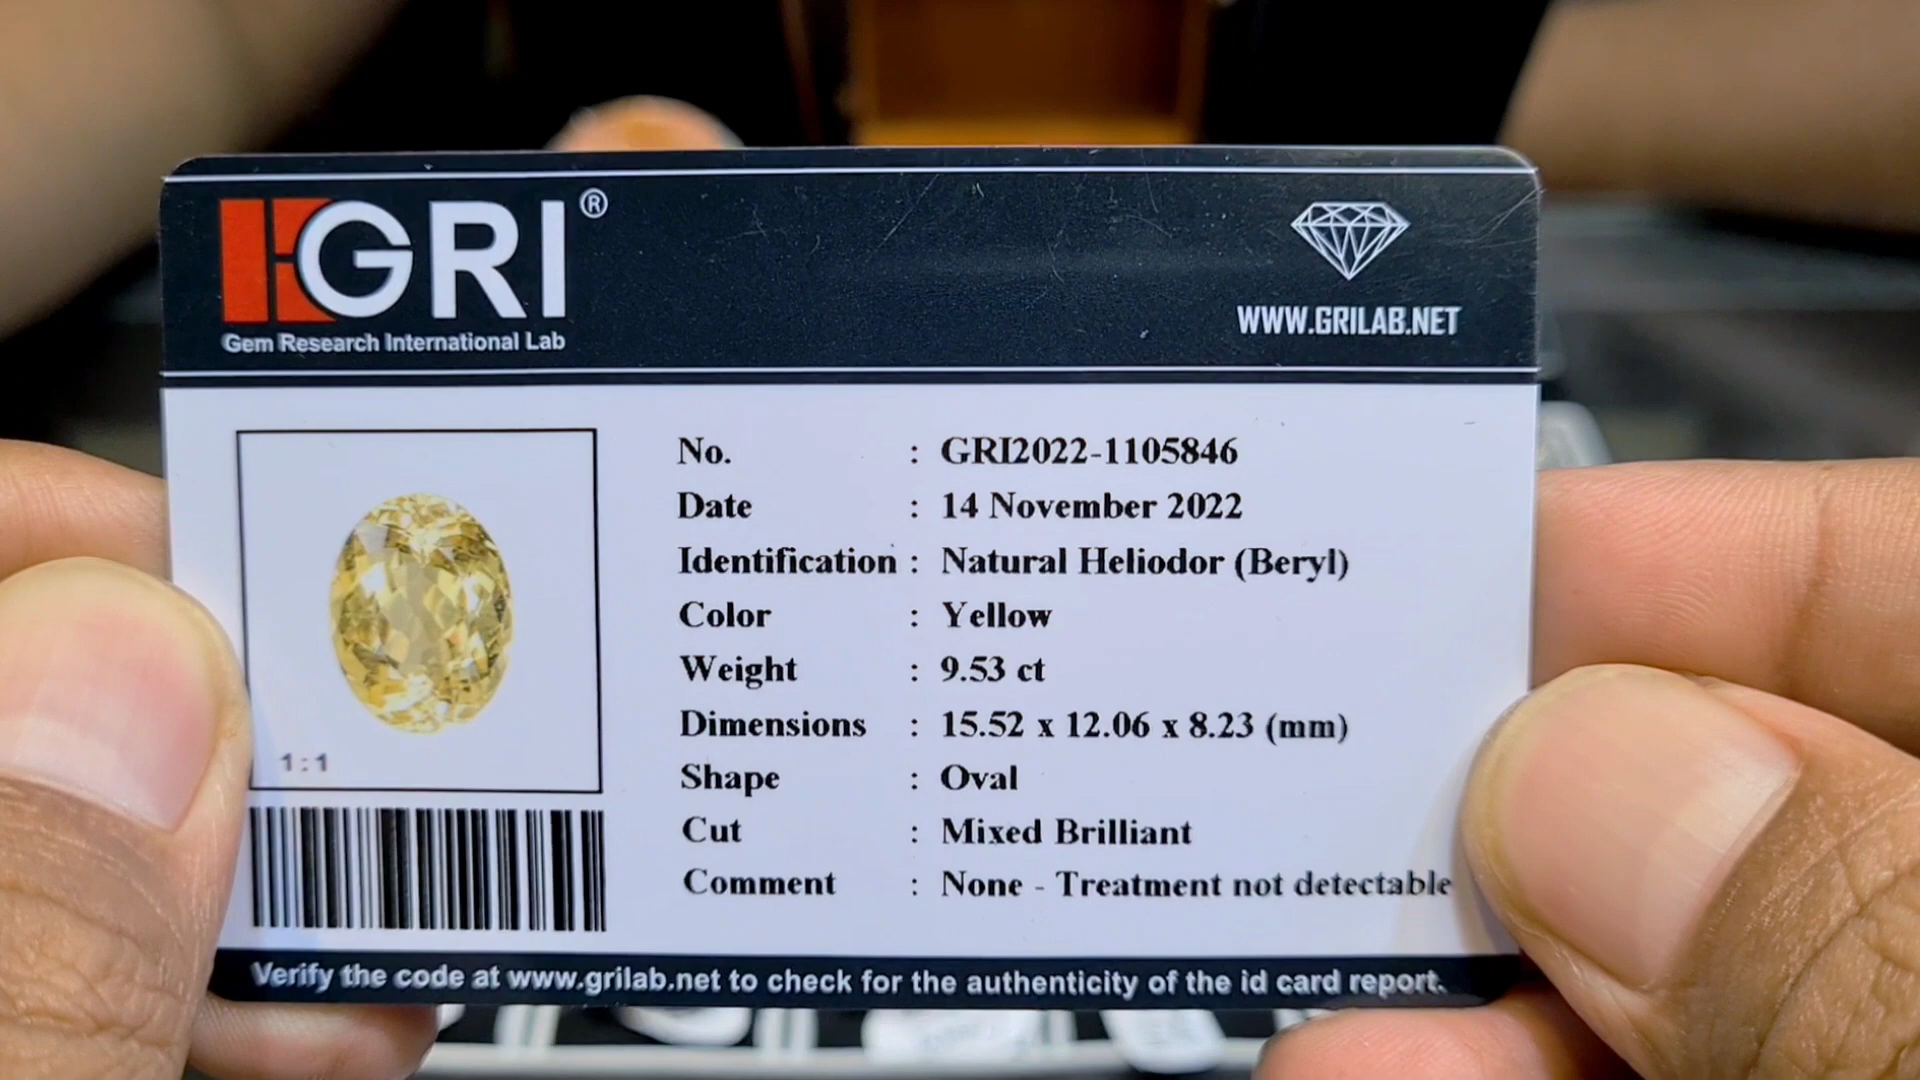 GRI®
Gem Research International Lab
WWW.GRILAB.NET
No. : GRI2022-1105846
Date : 14 November 2022
Identification : Natural Heliodor (Beryl)
Color : Yellow
Weight : 9.53 ct
Dimensions : 15.52 x 12.06 x 8.23 (mm)
Shape : Oval
Cut : Mixed Brilliant
Comment : None - Treatment not detectable
1:1
Verify the code at www.grilab.net to check for the authenticity of the id card report.